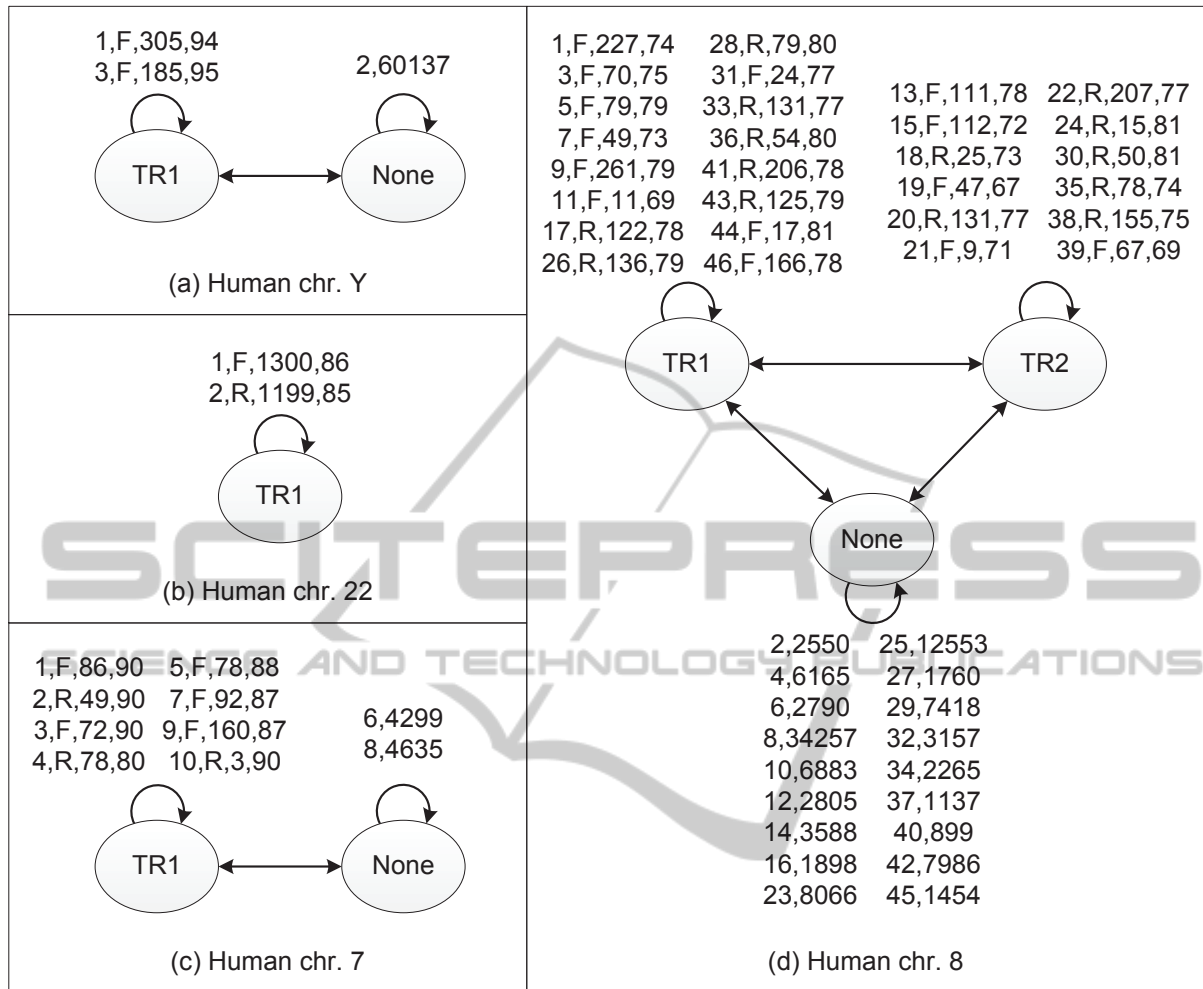 1,F,305,94
3,F,185,95
2,60137
TR1
None
(a) Human chr. Y
1,F,1300,86
2,R,1199,85
TR1
(b) Human chr. 22
1,F,86,90 5,F,78,88
2,R,49,90 7,F,92,87
3,F,72,90 9,F,160,87
4,R,78,80 10,R,3,90
6,4299
8,4635
TR1
None
(c) Human chr. 7
1,F,227,74 28,R,79,80
3,F,70,75 31,F,24,77
5,F,79,79 33,R,131,77
7,F,49,73 36,R,54,80
9,F,261,79 41,R,206,78
11,F,11,69 43,R,125,79
17,R,122,78 44,F,17,81
26,R,136,79 46,F,166,78
13,F,111,78 22,R,207,77
15,F,112,72 24,R,15,81
18,R,25,73 30,R,50,81
19,F,47,67 35,R,78,74
20,R,131,77 38,R,155,75
21,F,9,71 39,F,67,69
TR1
TR2
None
2,2550 25,12553
4,6165 27,1760
6,2790 29,7418
8,34257 32,3157
10,6883 34,2265
12,2805 37,1137
14,3588 40,899
16,1898 42,7986
23,8066 45,1454
(d) Human chr. 8
SCITEPRESS
SCIENCE AND TECHNOLOGY PUBLICATIONS